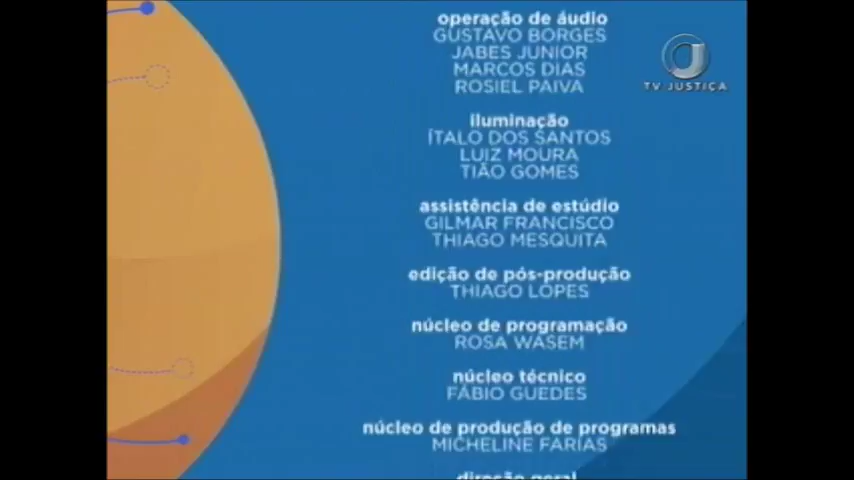 operação de áudio
GUSTAVO BORGES
JABES JUNIOR
MARCOS DIAS
ROSIEL PAIVA
TV JUSTIÇA
iluminação
ÍTALO DOS SANTOS
LUIZ MOURA
TIÃO GOMES
assistência de estúdio
GILMAR FRANCISCO
THIAGO MESQUITA
edição de pós-produção
THIAGO LOPES
núcleo de programação
ROSA WASEM
núcleo técnico
FÁBIO GUEDES
núcleo de produção de programas
MICHELINE FARIAS
direção geral